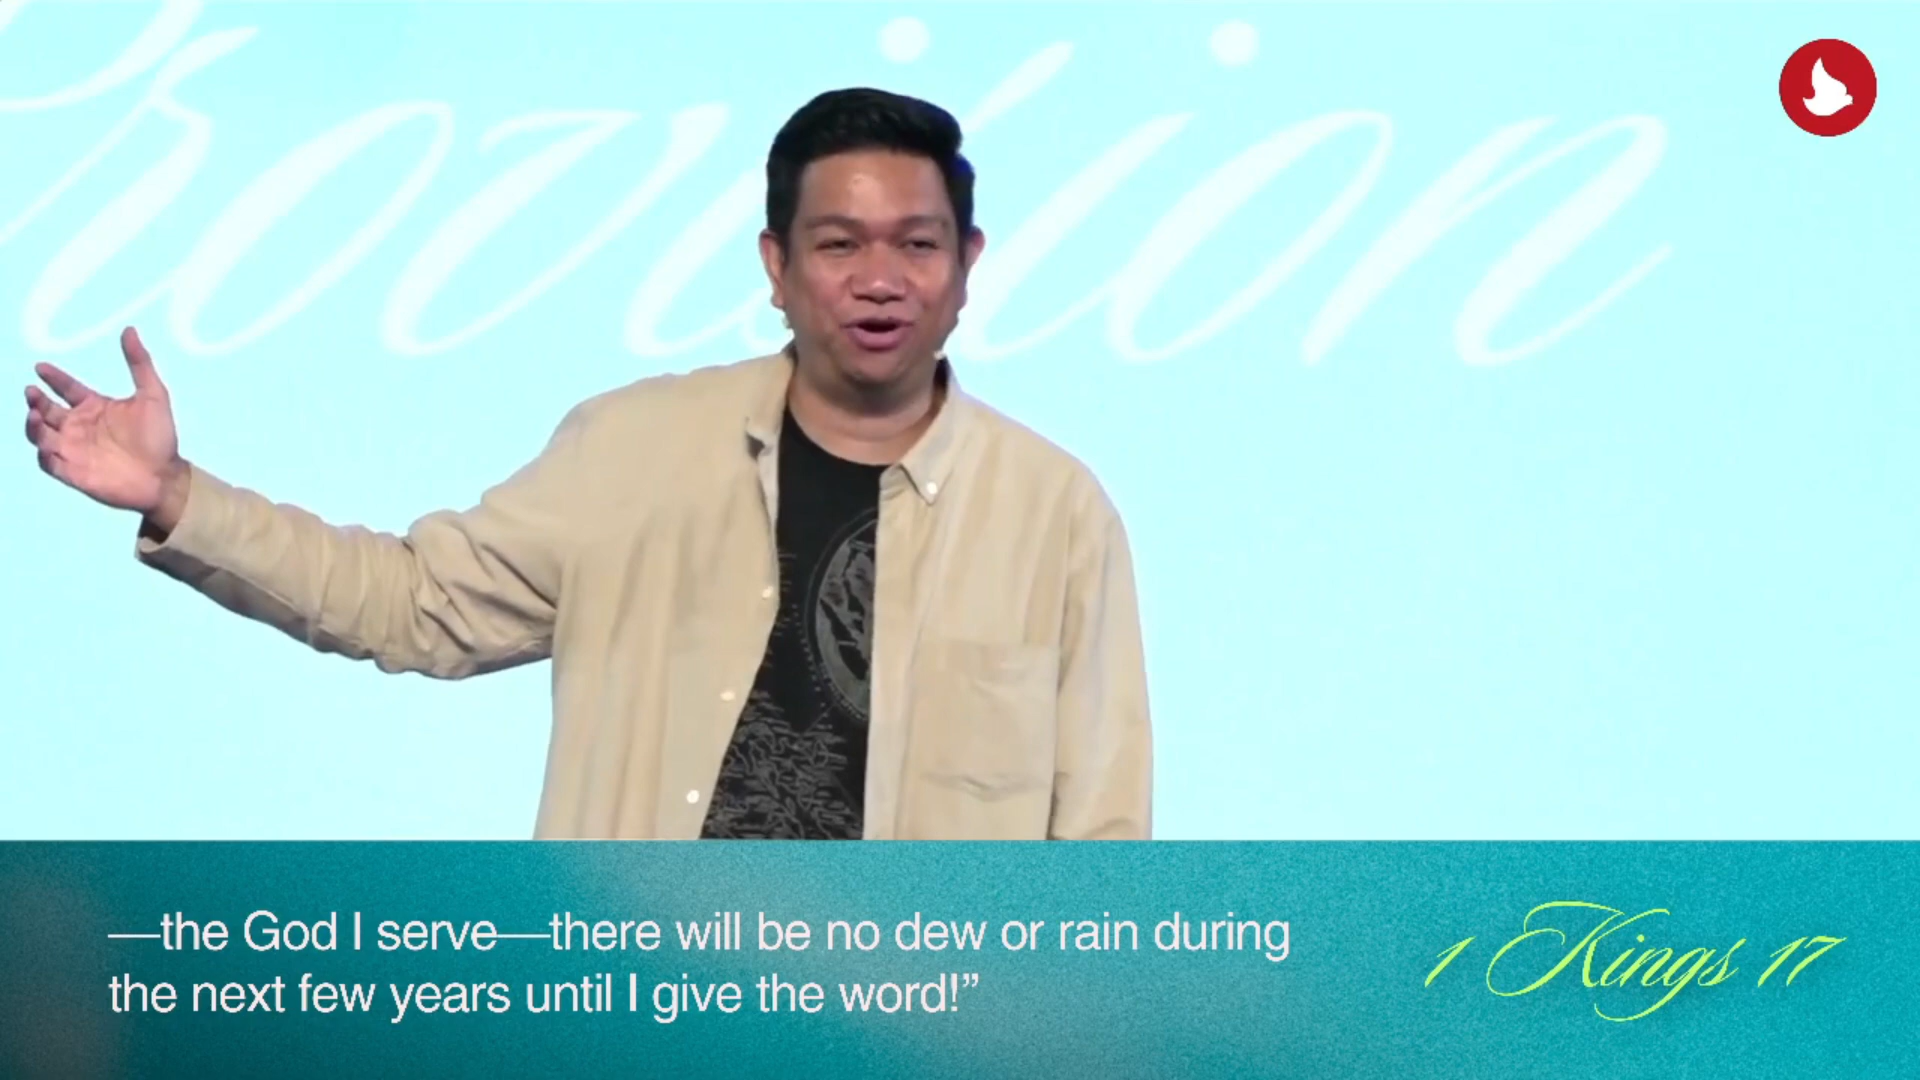 Provision
—the God I serve—there will be no dew or rain during
the next few years until I give the word!”
1 Kings 17